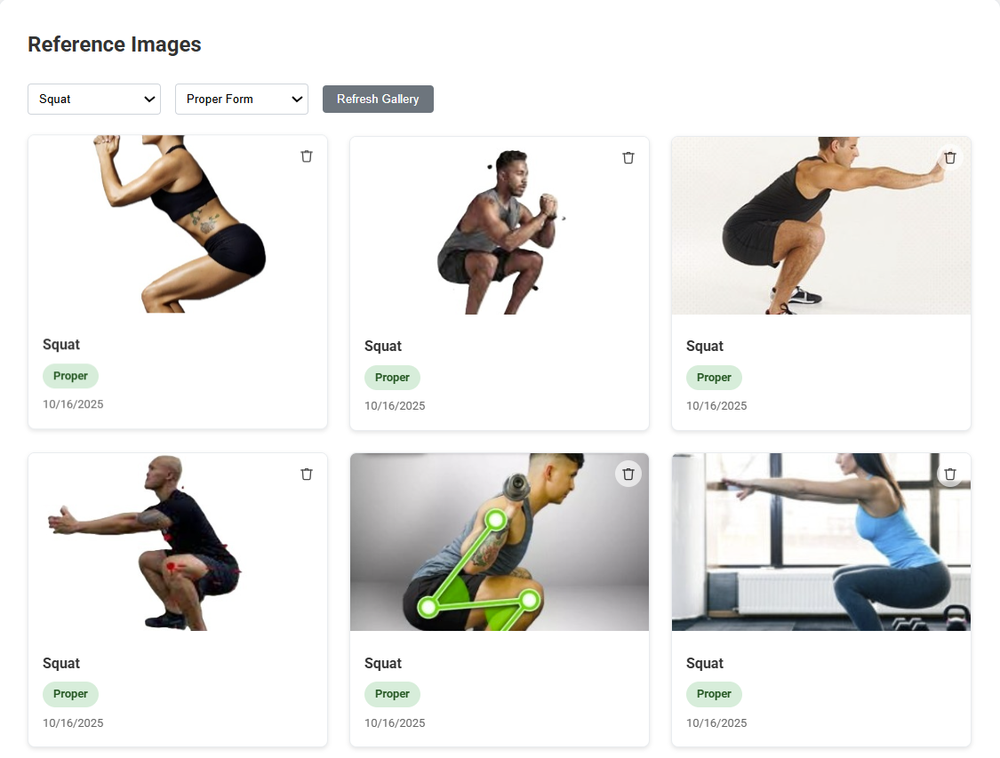 Reference Images
Squat Proper Form Refresh Gallery
Squat Squat Squat
Proper Proper Proper
10/16/2025 10/16/2025 10/16/2025
Squat Squat Squat
Proper Proper Proper
10/16/2025 10/16/2025 10/16/2025